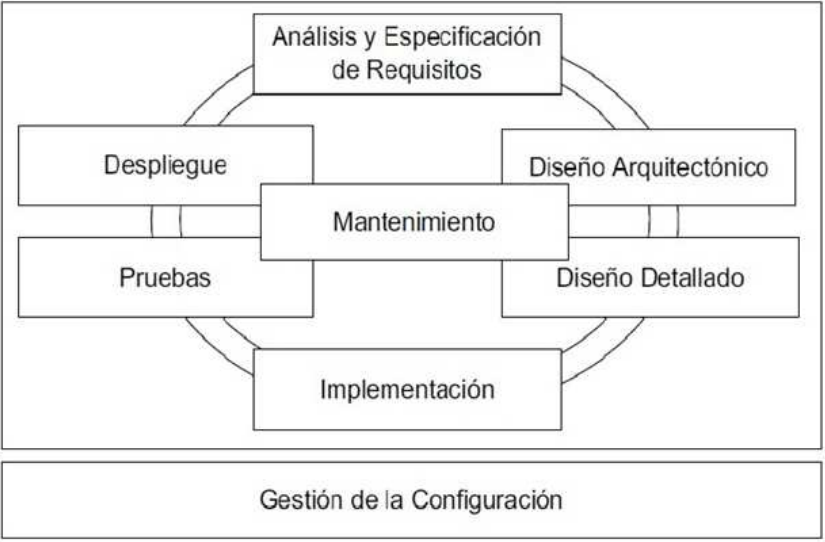 Análisis y Especificación
de Requisitos
Despliegue
Diseño Arquitectónico
Mantenimiento
Pruebas
Diseño Detallado
Implementación
Gestión de la Configuración